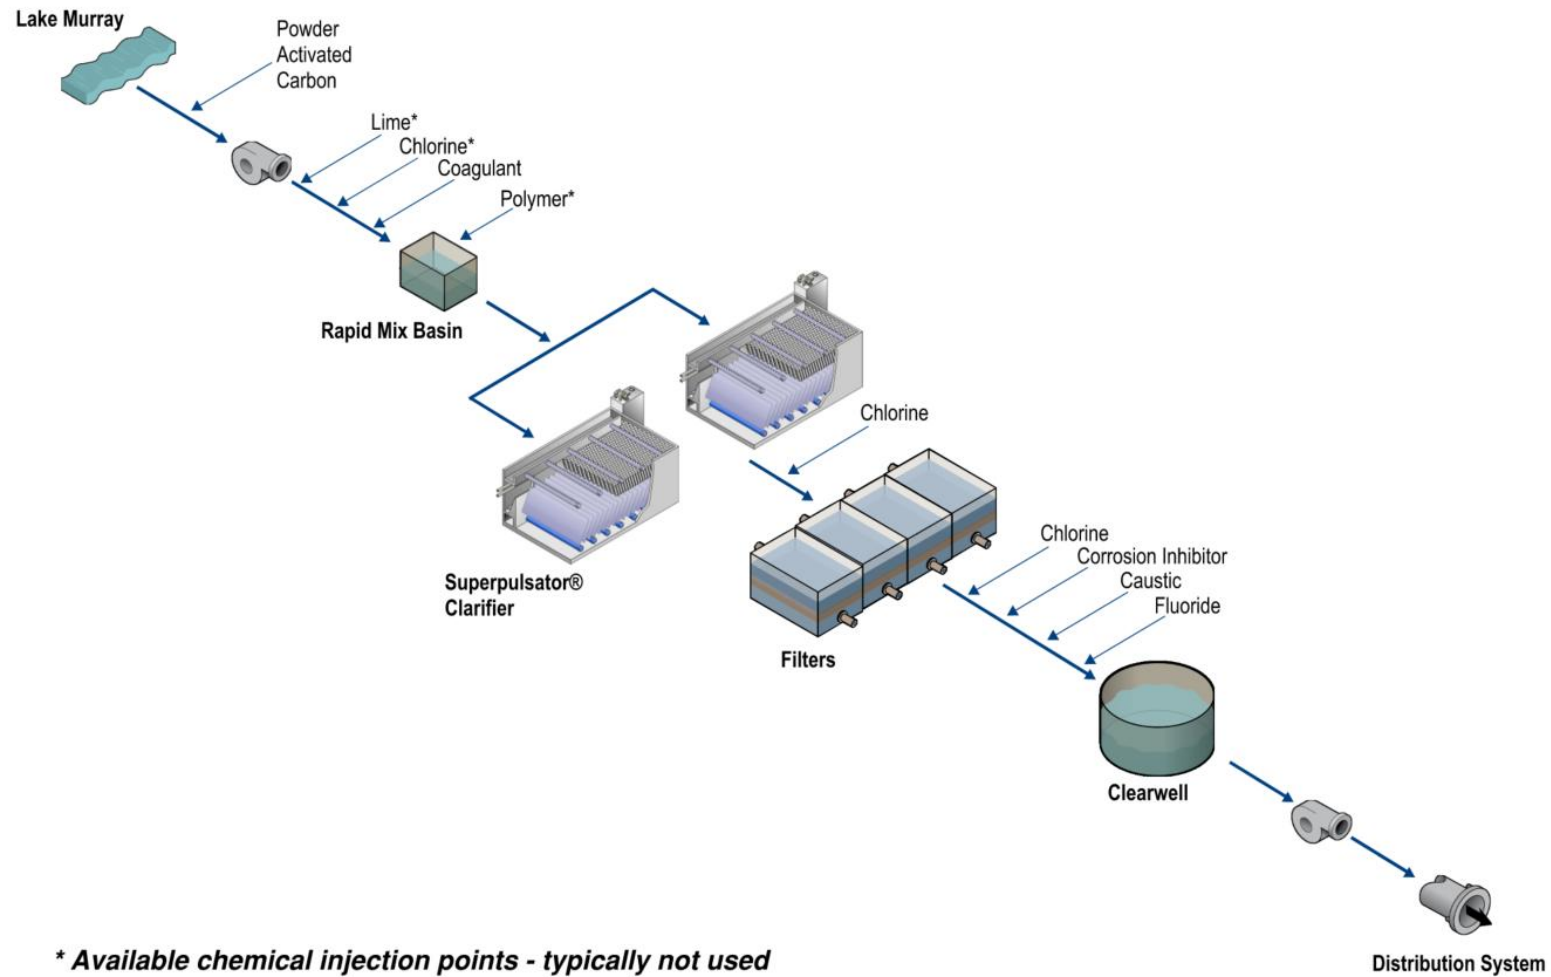 Lake Murray
Powder
Activated
Carbon
Lime*
Chlorine*
Coagulant
Polymer*
Rapid Mix Basin
Chlorine
Superpulsator®
Clarifier
Filters
Chlorine
Corrosion Inhibitor
Caustic
Fluoride
Clearwell
Distribution System
* Available chemical injection points - typically not used